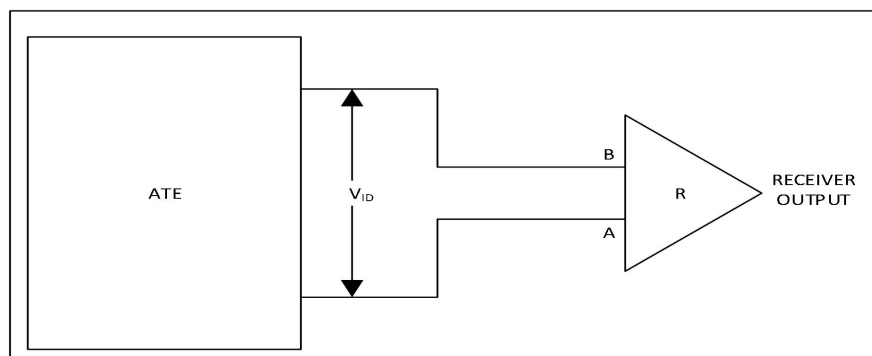 ATE
VID
B
A
R
RECEIVER
OUTPUT